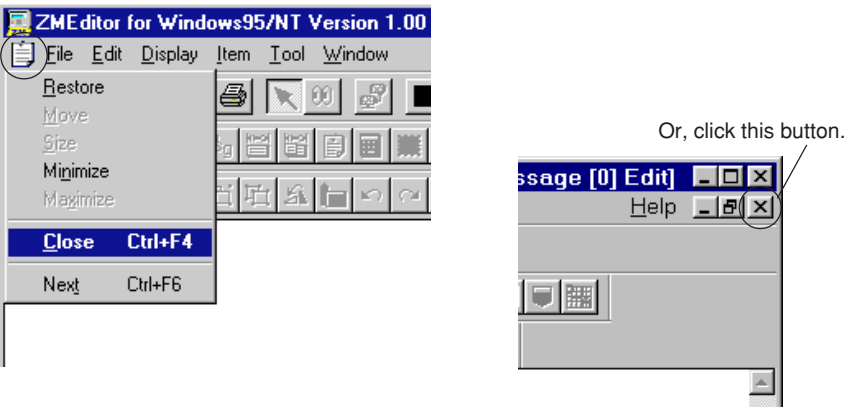 ZMEditor for Windows95/NT Version 1.00
File Edit Display Item Tool Window
Restore
Move
Size
Minimize
Maximize
Close Ctrl+F4
Next Ctrl+F6
Or, click this button.
ssage [0] Edit]
Help